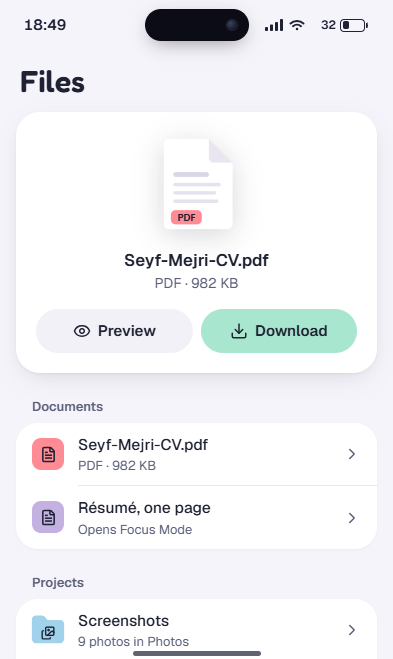 18:49
32
Files
PDF
Seyf-Mejri-CV.pdf
PDF · 982 KB
Preview
Download
Documents
Seyf-Mejri-CV.pdf
PDF · 982 KB
Résumé, one page
Opens Focus Mode
Projects
Screenshots
9 photos in Photos